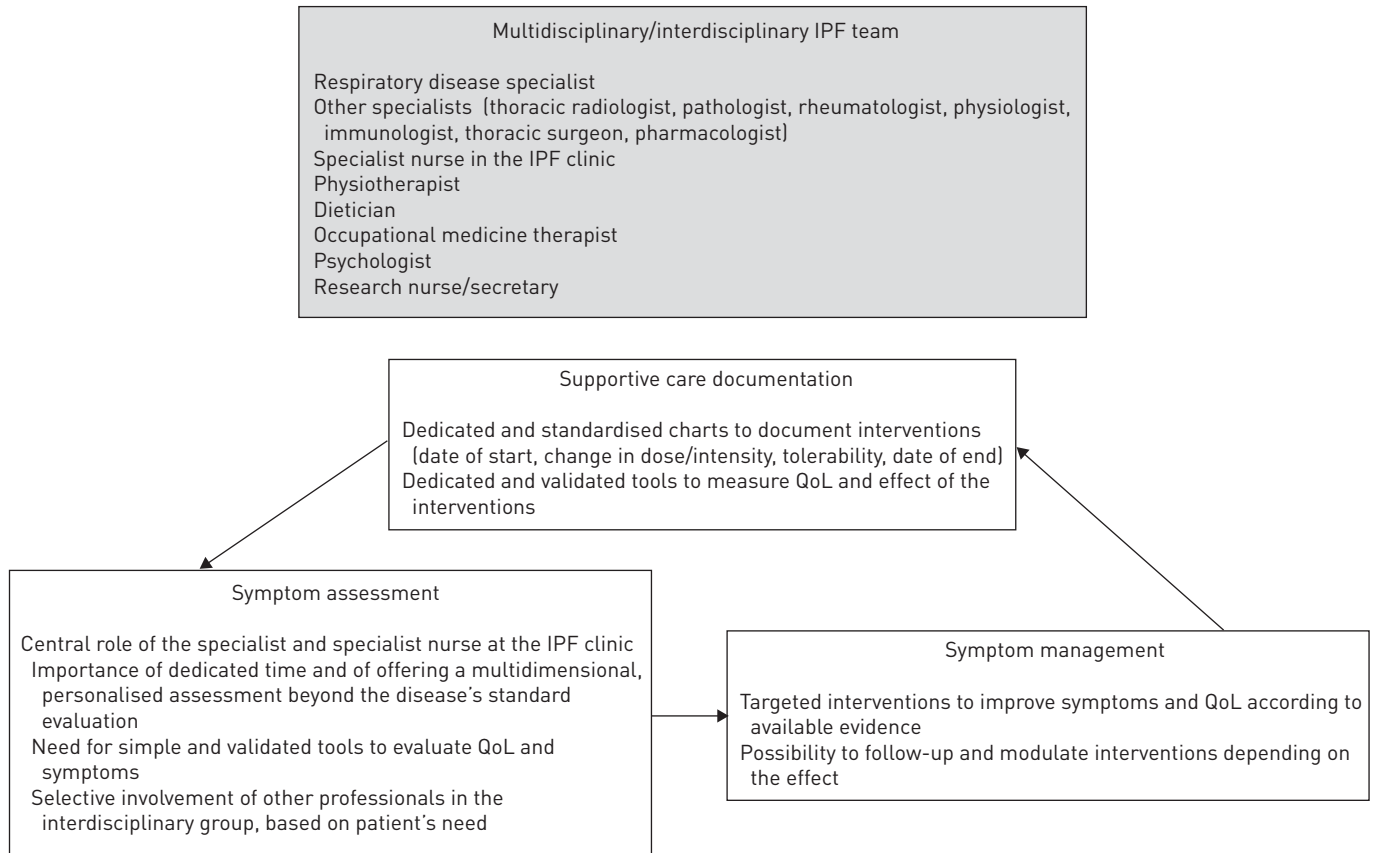 Multidisciplinary/interdisciplinary IPF team
Respiratory disease specialist
Other specialists (thoracic radiologist, pathologist, rheumatologist, physiologist,
immunologist, thoracic surgeon, pharmacologist)
Specialist nurse in the IPF clinic
Physiotherapist
Dietician
Occupational medicine therapist
Psychologist
Research nurse/secretary
Supportive care documentation
Dedicated and standardised charts to document interventions
(date of start, change in dose/intensity, tolerability, date of end)
Dedicated and validated tools to measure QoL and effect of the
interventions
Symptom assessment
Central role of the specialist and specialist nurse at the IPF clinic
Importance of dedicated time and of offering a multidimensional,
personalised assessment beyond the disease's standard
evaluation
Need for simple and validated tools to evaluate QoL and
symptoms
Selective involvement of other professionals in the
interdisciplinary group, based on patient's need
Symptom management
Targeted interventions to improve symptoms and QoL according to
available evidence
Possibility to follow-up and modulate interventions depending on
the effect